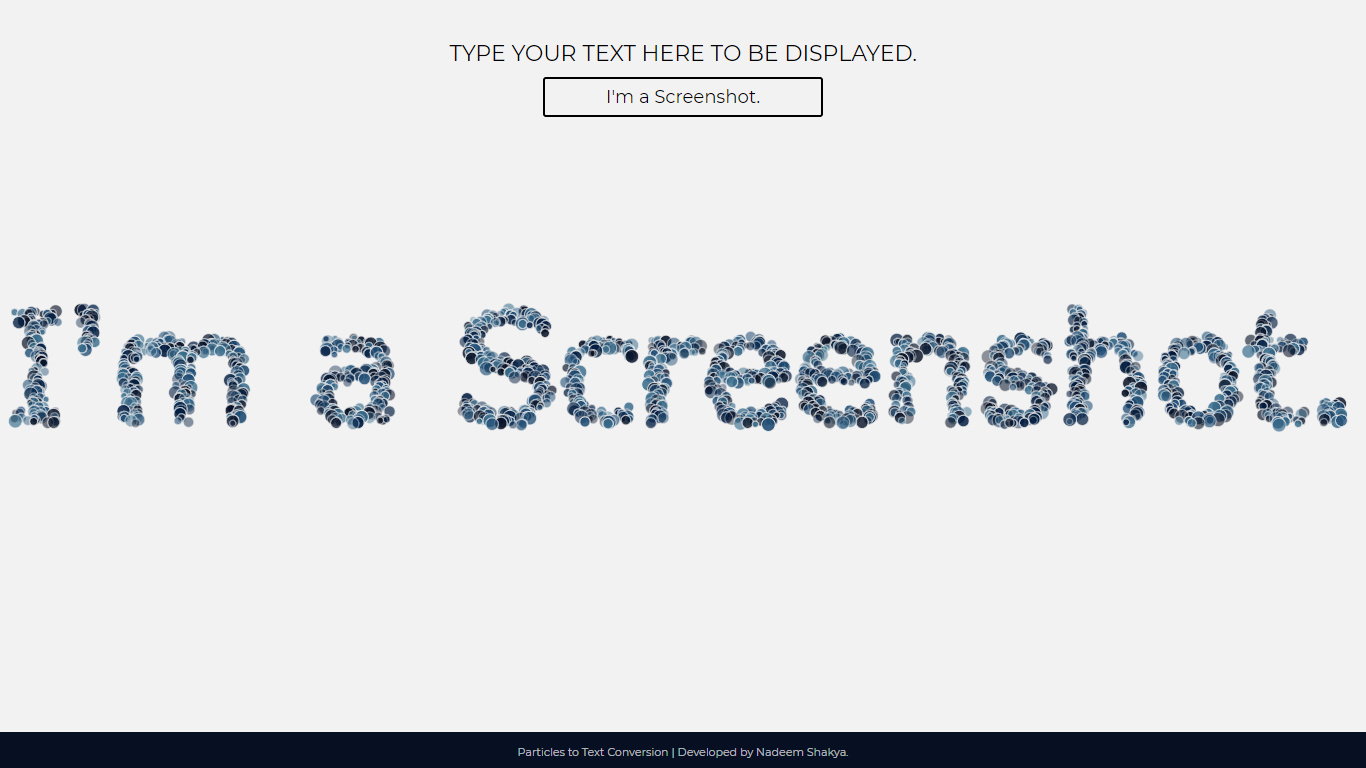 TYPE YOUR TEXT HERE TO BE DISPLAYED.
I'm a Screenshot.
I'm a Screenshot.
Particles to Text Conversion | Developed by Nadeem Shakya.